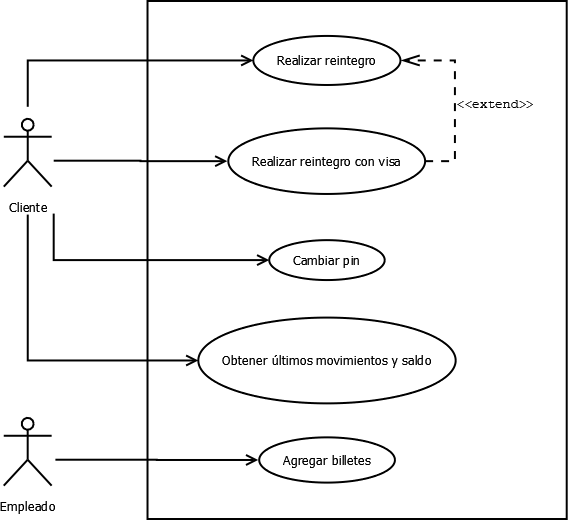 Realizar reintegro
<<extend>>
Realizar reintegro con visa
Cliente
Cambiar pin
Obtener últimos movimientos y saldo
Agregar billetes
Empleado